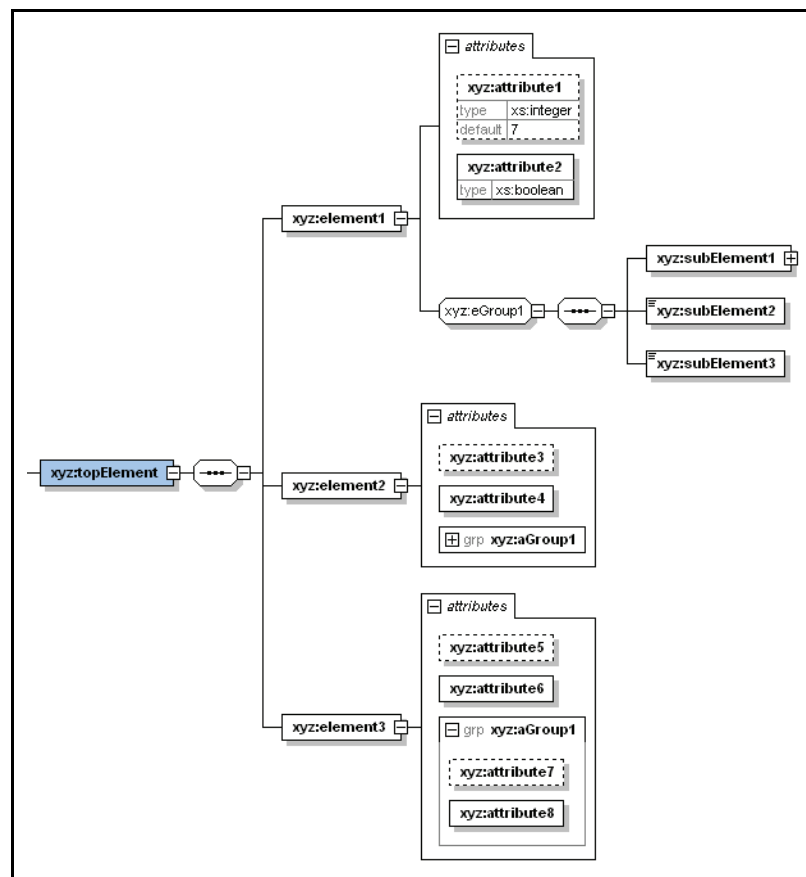 attributes
xyz:attribute1
type xs:integer
default 7
xyz:attribute2
type xs:boolean
xyz:element1
xyz:subElement1
xyz:eGroup1
xyz:subElement2
xyz:subElement3
attributes
xyz:attribute3
xyz:topElement
xyz:element2
xyz:attribute4
grp xyz:aGroup1
attributes
xyz:attribute5
xyz:attribute6
xyz:element3
grp xyz:aGroup1
xyz:attribute7
xyz:attribute8